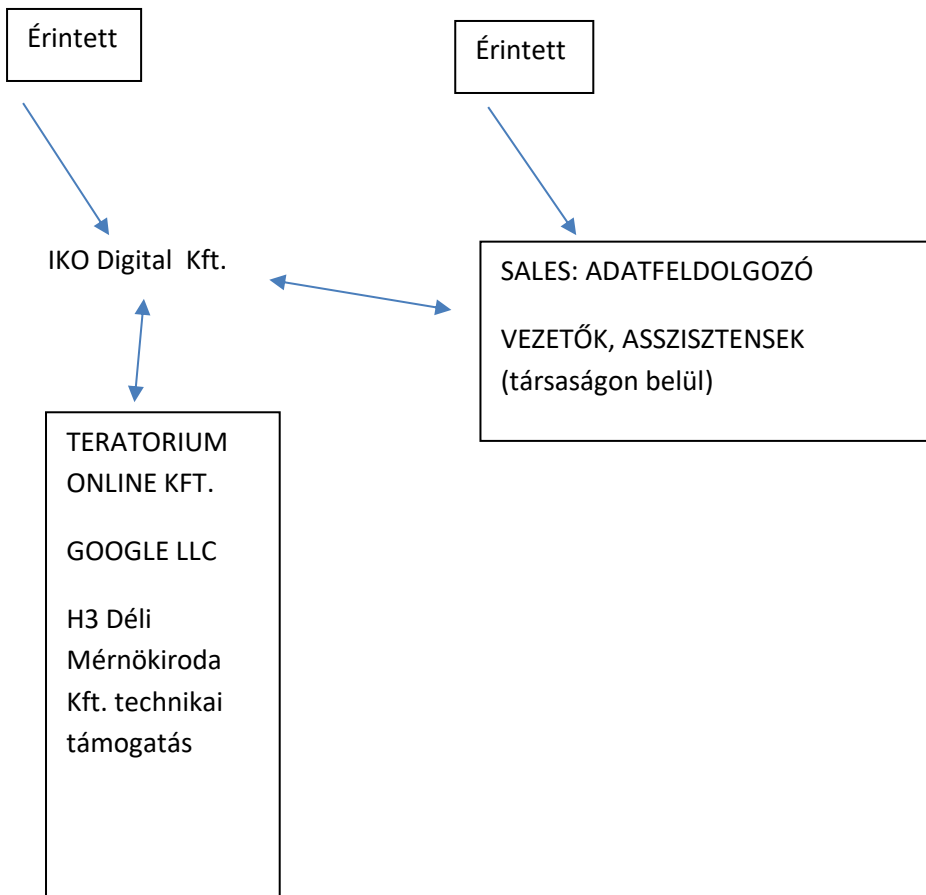 Érintett
Érintett
IKO Digital  Kft.
SALES: ADATFELDOLGOZÓ
VEZETŐK, ASSZISZTENSEK
(társaságon belül)
TERATORIUM
ONLINE KFT.
GOOGLE LLC
H3 Déli
Mérnökiroda
Kft. technikai
támogatás